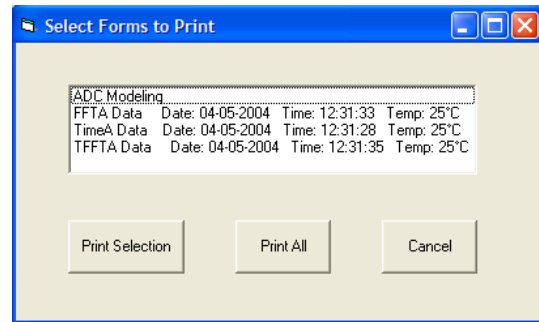 Select Forms to Print
ADC Modeling
FFTA Data Date: 04-05-2004 Time: 12:31:33 Temp: 25°C
TimeA Data Date: 04-05-2004 Time: 12:31:28 Temp: 25°C
TFFTA Data Date: 04-05-2004 Time: 12:31:35 Temp: 25°C
Print Selection Print All Cancel